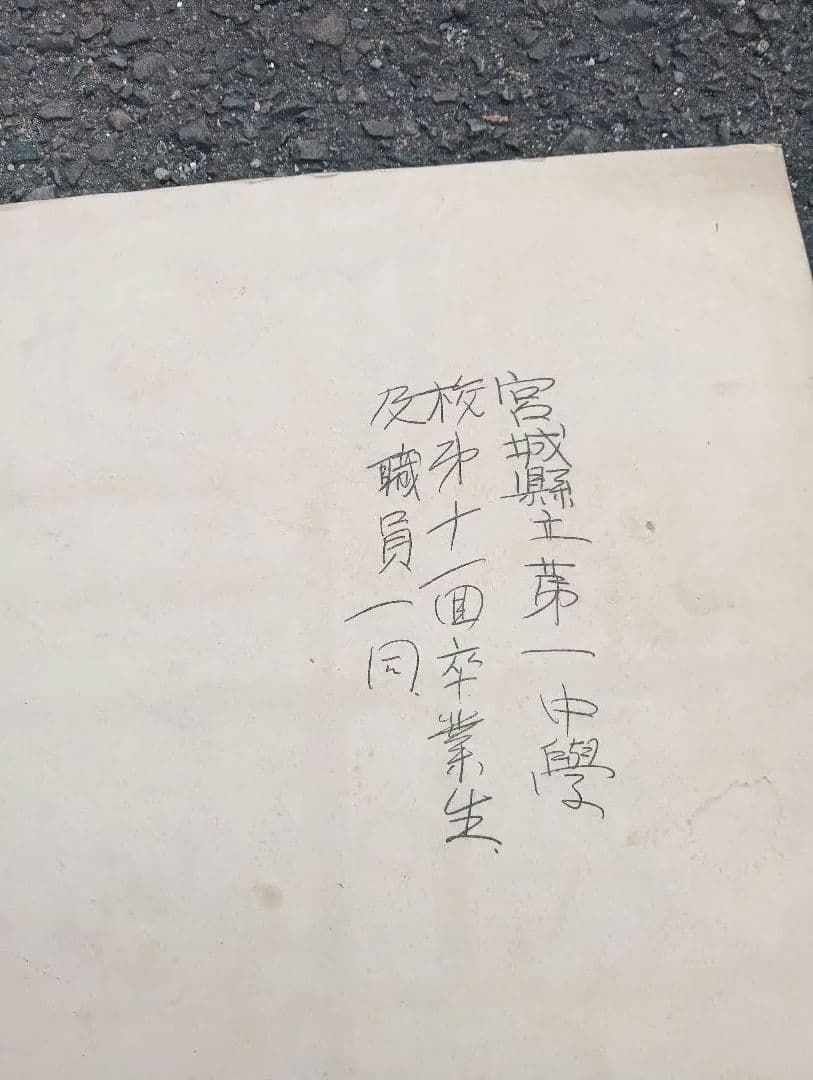 宮城縣立第一中學
校第十一回卒業生、
及職員一同、